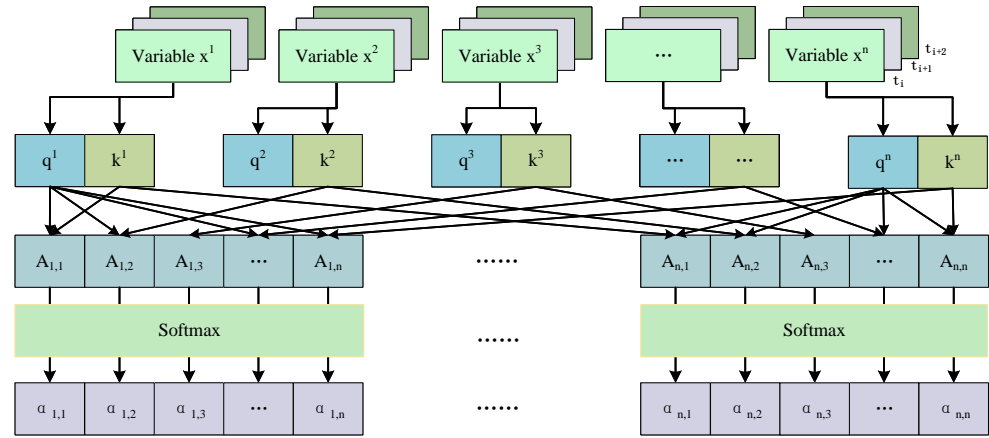 Variable x¹ Variable x² Variable x³ ... Variable xⁿ
t_{i+2}
t_{i+1}
t_i
q¹ k¹ q² k² q³ k³ ... ... qⁿ kⁿ
A_{1,1} A_{1,2} A_{1,3} ... A_{1,n} ...... A_{n,1} A_{n,2} A_{n,3} ... A_{n,n}
Softmax ...... Softmax
α_{1,1} α_{1,2} α_{1,3} ... α_{1,n} ...... α_{n,1} α_{n,2} α_{n,3} ... α_{n,n}